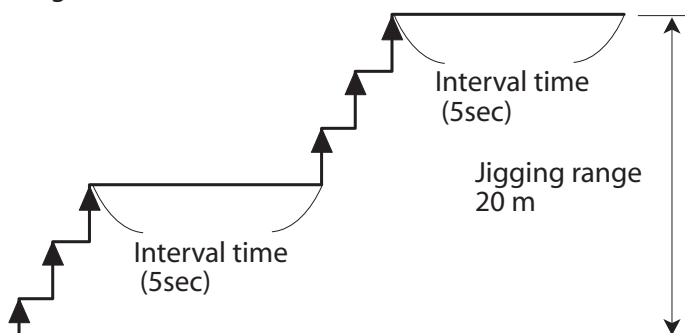 Interval time
(5sec)
Jigging range
20 m
Interval time
(5sec)